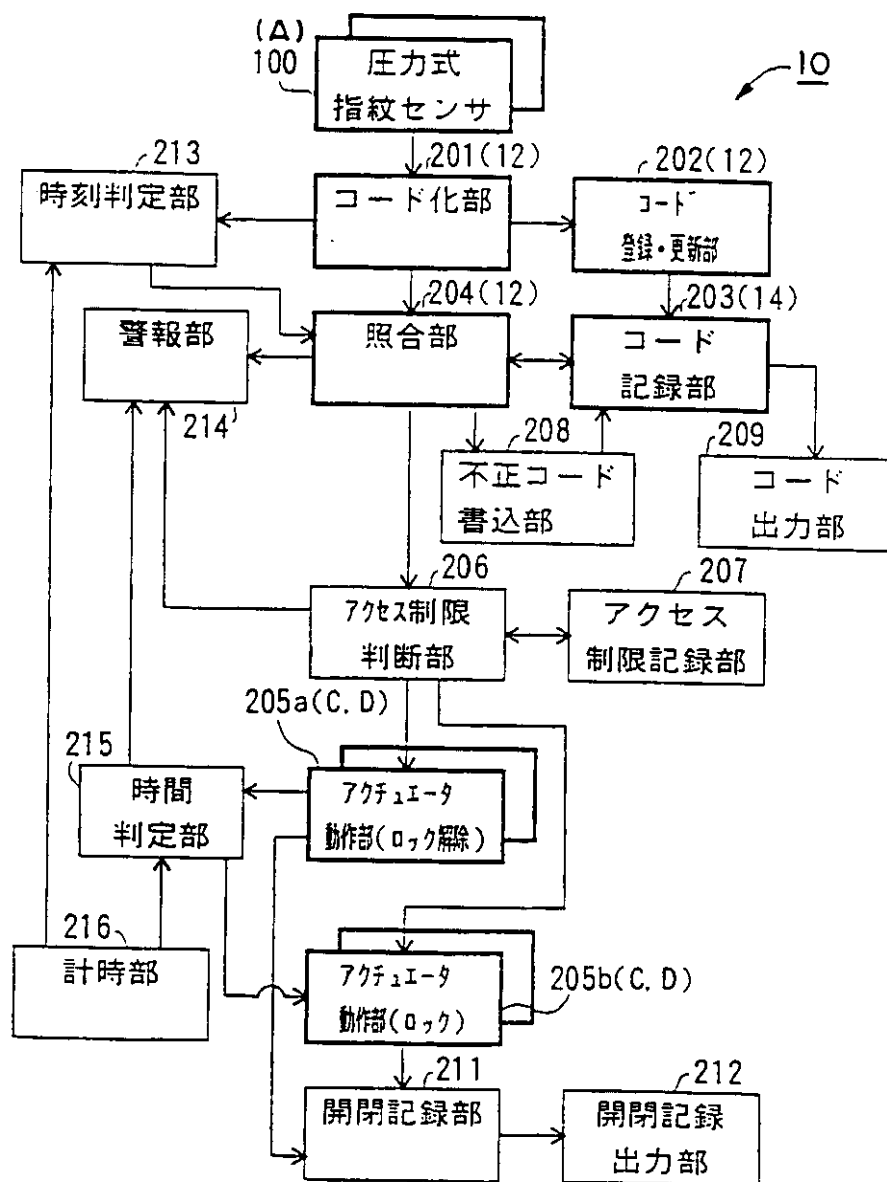 (A)
100
圧力式
指紋センサ
10
213
時刻判定部
201(12)
コード化部
202(12)
コード
登録・更新部
204(12)
照合部
203(14)
コード
記録部
警報部
214
208
不正コード
書込部
209
コード
出力部
206
アクセス制限
判断部
207
アクセス
制限記録部
205a(C,D)
アクチュエータ
動作部(ロック解除)
215
時間
判定部
216
計時部
アクチュエータ
動作部(ロック)
205b(C,D)
211
開閉記録部
212
開閉記録
出力部